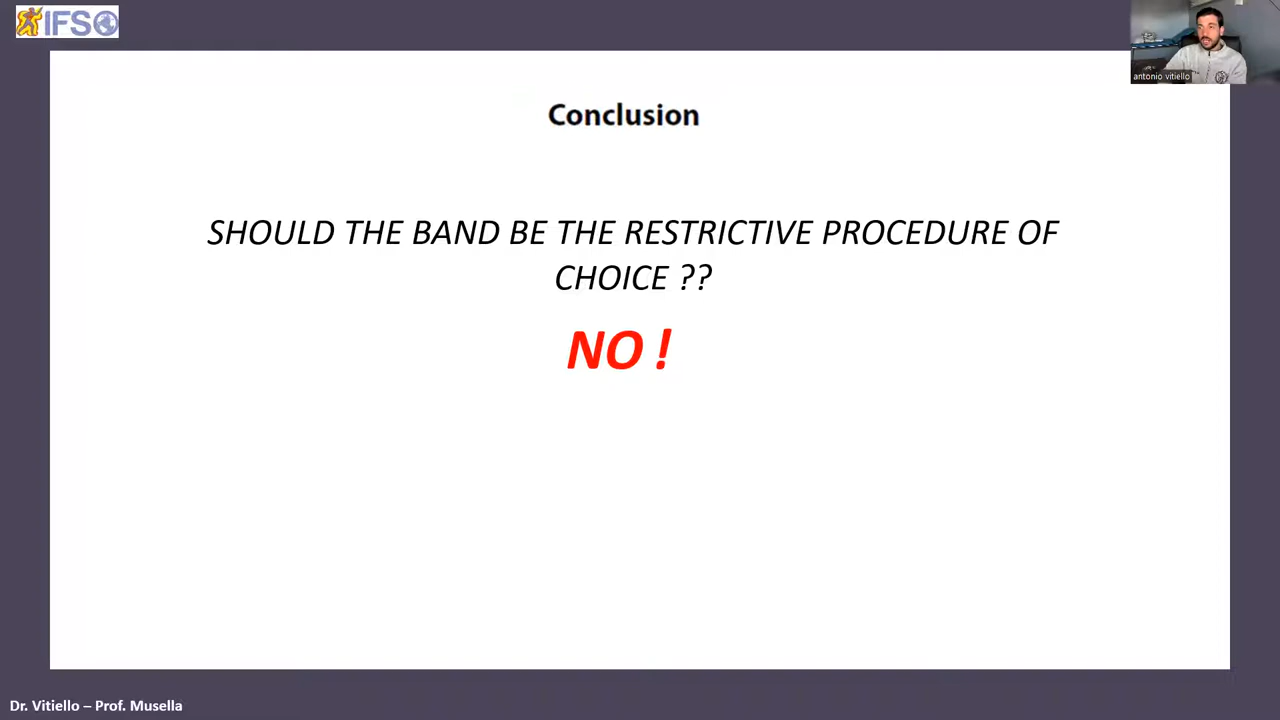 IFSO
antonio vitiello
Conclusion
SHOULD THE BAND BE THE RESTRICTIVE PROCEDURE OF
CHOICE ??
NO !
Dr. Vitiello – Prof. Musella